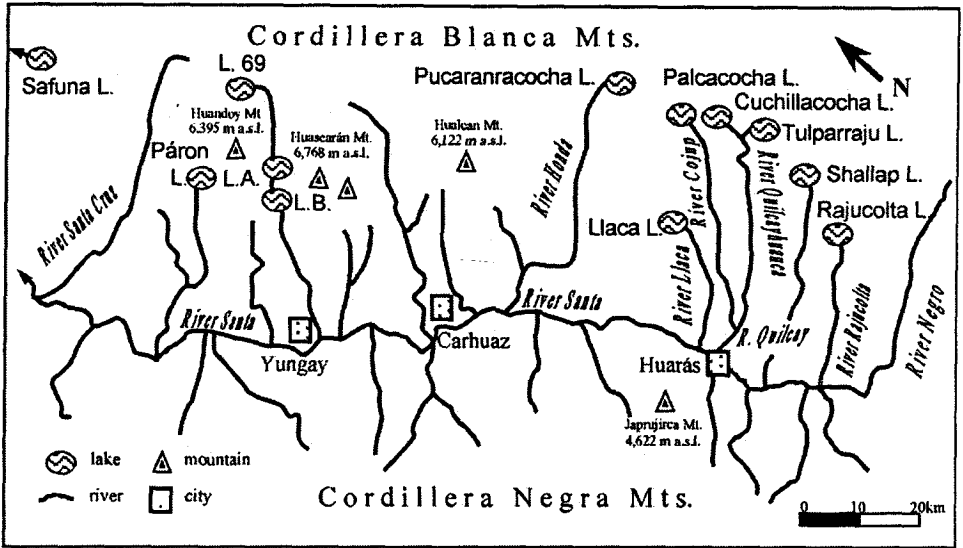 Cordillera Blanca Mts.
N
Safuna L.
L. 69
Pucaranracocha L.
Palcacocha L.
Cuchillacocha L.
Tulparraju L.
Huandoy Mt
6,395 m a.s.l.
Huascarán Mt.
6,768 m a.s.l.
Hualcan Mt.
6,122 m a.s.l.
Páron
L.
L.A.
L.B.
Shallap L.
Rajucolta L.
Llaca L.
River Santa Cruz
River Honda
River Cojup
River Quilcayhuanca
River Llaca
River Santa
River Santa
R. Quilcay
River Rajucolta
River Negro
Yungay
Carhuaz
Huarás
Japrujirca Mt.
4,622 m a.s.l.
lake
mountain
river
city
Cordillera Negra Mts.
0 10 20km